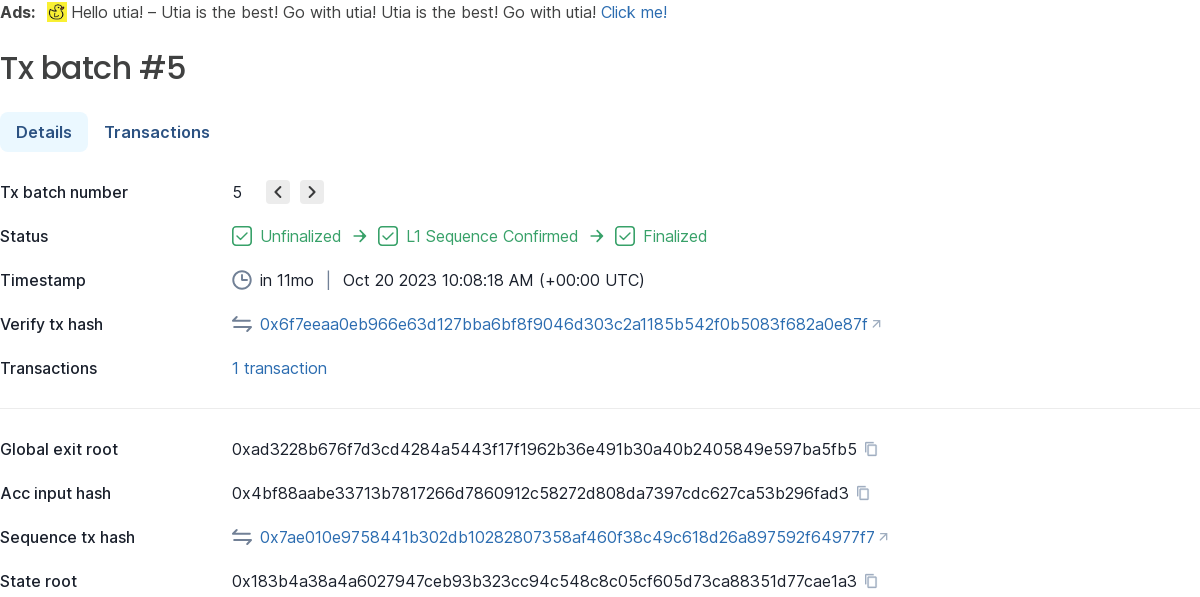 Ads: Hello utia! – Utia is the best! Go with utia! Utia is the best! Go with utia! Click me!
Tx batch #5
Details Transactions
Tx batch number 5
Status Unfinalized → L1 Sequence Confirmed → Finalized
Timestamp in 11mo | Oct 20 2023 10:08:18 AM (+00:00 UTC)
Verify tx hash 0x6f7eeaa0eb966e63d127bba6bf8f9046d303c2a1185b542f0b5083f682a0e87f
Transactions 1 transaction
Global exit root 0xad3228b676f7d3cd4284a5443f17f1962b36e491b30a40b2405849e597ba5fb5
Acc input hash 0x4bf88aabe33713b7817266d7860912c58272d808da7397cdc627ca53b296fad3
Sequence tx hash 0x7ae010e9758441b302db10282807358af460f38c49c618d26a897592f64977f7
State root 0x183b4a38a4a6027947ceb93b323cc94c548c8c05cf605d73ca88351d77cae1a3